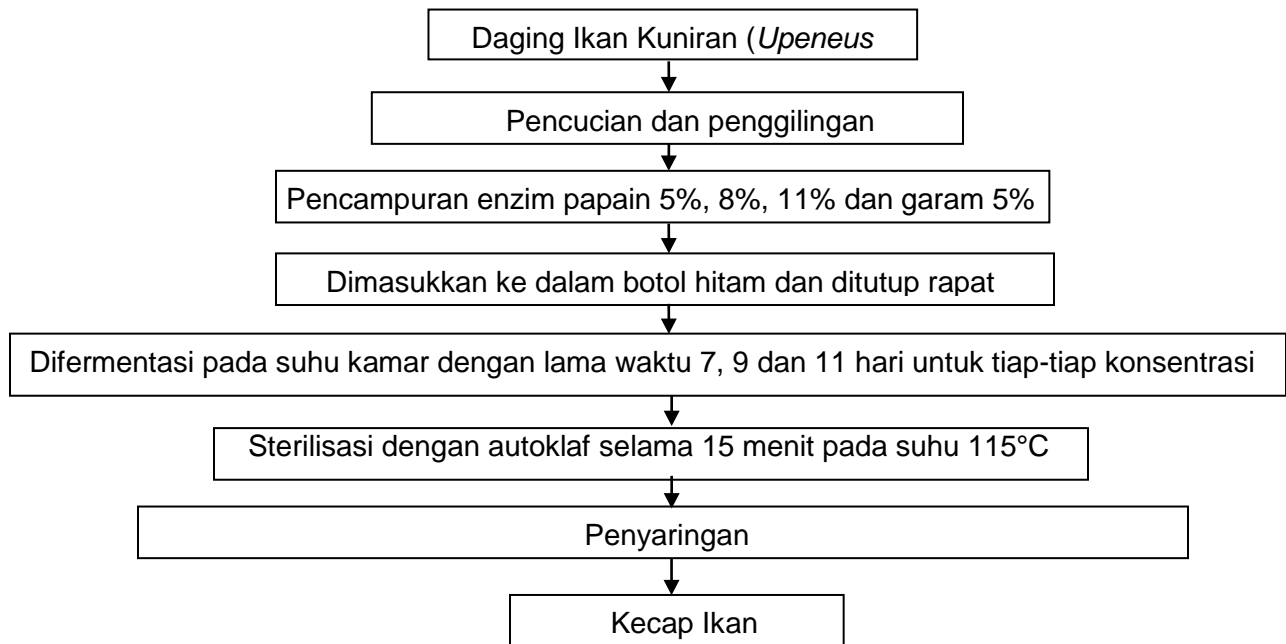 Daging Ikan Kuniran (Upeneus
Pencucian dan penggilingan
Pencampuran enzim papain 5%, 8%, 11% dan garam 5%
Dimasukkan ke dalam botol hitam dan ditutup rapat
Difermentasi pada suhu kamar dengan lama waktu 7, 9 dan 11 hari untuk tiap-tiap konsentrasi
Sterilisasi dengan autoklaf selama 15 menit pada suhu 115°C
Penyaringan
Kecap Ikan